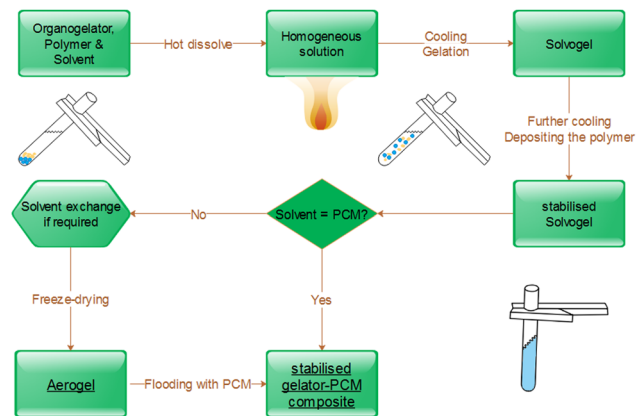 Organogelator,
Polymer &
Solvent
Hot dissolve
Homogeneous
solution
Cooling
Gelation
Solvogel
Further cooling
Depositing the polymer
Solvent exchange
if required
No
Solvent = PCM?
stabilised
Solvogel
Freeze-drying
Yes
Aerogel
Flooding with PCM
stabilised
gelator-PCM
composite